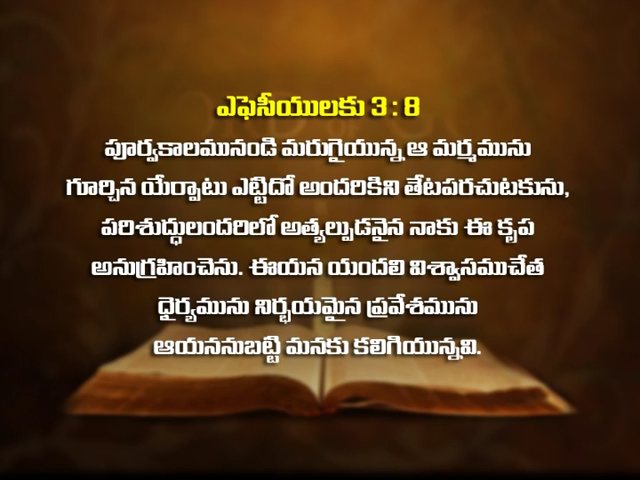 ఎఫెసీయులకు 3 : 8
పూర్వకాలమునండి మరుగైయున్న ఆ మర్మమును
గూర్చిన యేర్పాటు ఎట్టిదో అందరికిని తేటపరచుటకును,
పరిశుద్ధులందరిలో అత్యల్పుడనైన నాకు ఈ కృప
అనుగ్రహించెను. ఈయన యందలి విశ్వాసముచేత
ధైర్యమును నిర్భయమైన ప్రవేశమును
ఆయననుబట్టి మనకు కలిగియున్నవి.